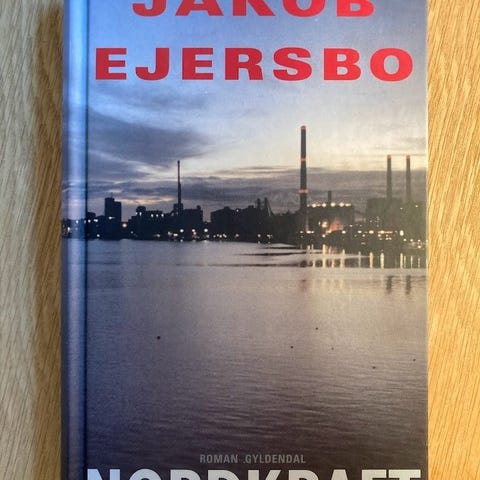 JAKOB
EJERSBO
ROMAN GYLDENDAL
NORDKRAFT